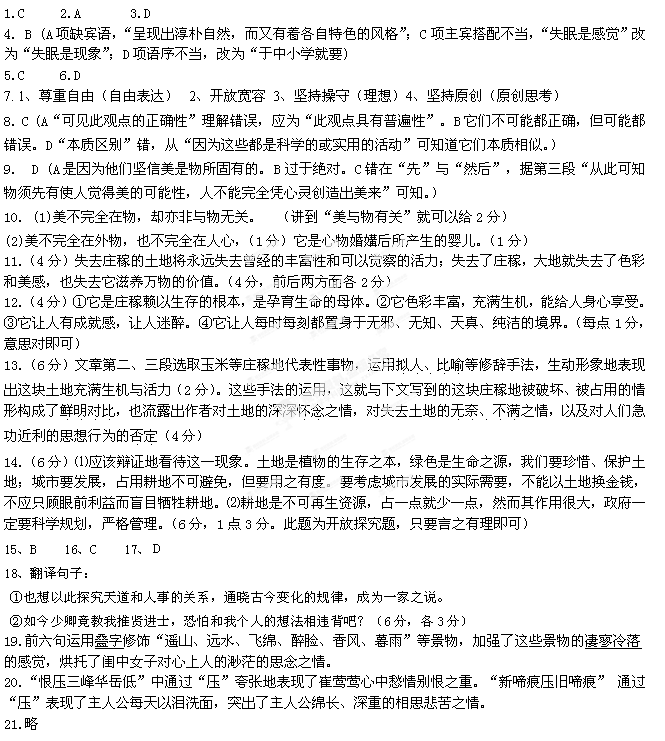 1.C 2.A 3.D
4. B (A项缺宾语，“呈现出淳朴自然，而又有着各自特色的风格”；C项主宾搭配不当，“失眠是感觉”改
为“失眠是现象”；D项语序不当，改为“于中小学就要)
5.C 6.D
7.1、尊重自由（自由表达） 2、开放宽容 3、坚持操守（理想）4、坚持原创（原创思考）
8. C (A“可见此观点的正确性”理解错误，应为“此观点具有普遍性”。B它们不可能都正确，但可能都
错误。D“本质区别”错，从“因为这些都是科学的或实用的活动”可知道它们本质相似。)
9. D (A是因为他们坚信美是物所固有的。B过于绝对。C错在“先”与“然后”，据第三段“从此可知
物须先有使人觉得美的可能性，人不能完全凭心灵创造出美来”可知。)
10. (1)美不完全在物，却亦非与物无关。 （讲到“美与物有关”就可以给2分）
(2)美不完全在外物，也不完全在人心，(1分）它是心物婚媾后所产生的婴儿。(1分）
11.（4分）失去庄稼的土地将永远失去曾经的丰富性和可以觉察的活力；失去了庄稼，大地就失去了色彩
和美感，也失去它滋养万物的价值。（4分，前后两方面各2分）
12.（4分）①它是庄稼赖以生存的根本，是孕育生命的母体。②它色彩丰富，充满生机，能给人身心享受。
③它让人有成就感，让人迷醉。④它让人每时每刻都置身于无邪、无知、天真、纯洁的境界。（每点1分，
意思对即可）
13.（6分）文章第二、三段选取玉米等庄稼地代表性事物，运用拟人、比喻等修辞手法，生动形象地表现
出这块土地充满生机与活力（2分）。这些手法的运用，这就与下文写到的这块庄稼地被破坏、被占用的情
形构成了鲜明对比，也流露出作者对土地的深深怀念之情，对失去土地的无奈、不满之情，以及对人们急
功近利的思想行为的否定（4分）
14.（6分）⑴应该辩证地看待这一现象。土地是植物的生存之本，绿色是生命之源，我们要珍惜、保护土
地；城市要发展，占用耕地不可避免，但要用之有度。要考虑城市发展的实际需要，不能以土地换金钱，
不应只顾眼前利益而盲目牺牲耕地。⑵耕地是不可再生资源，占一点就少一点，然而其作用很大，政府一
定要科学规划，严格管理。（6分，1点3分。此题为开放探究题，只要言之有理即可）
15、B 16、C 17、D
18、翻译句子：
①也想以此探究天道和人事的关系，通晓古今变化的规律，成为一家之说。
②如今少卿竟教我推贤进士，恐怕和我个人的想法相违背吧？（6分，各3分）
19.前六句运用叠字修饰“遥山、远水、飞绵、醉脸、香风、暮雨”等景物，加强了这些景物的凄寥冷落
的感觉，烘托了闺中女子对心上人的渺茫的思念之情。
20. “恨压三峰华岳低”中通过“压”夸张地表现了崔莺莺心中愁情别恨之重。“新啼痕压旧啼痕” 通过
“压”表现了主人公每天以泪洗面，突出了主人公绵长、深重的相思悲苦之情。
21.略